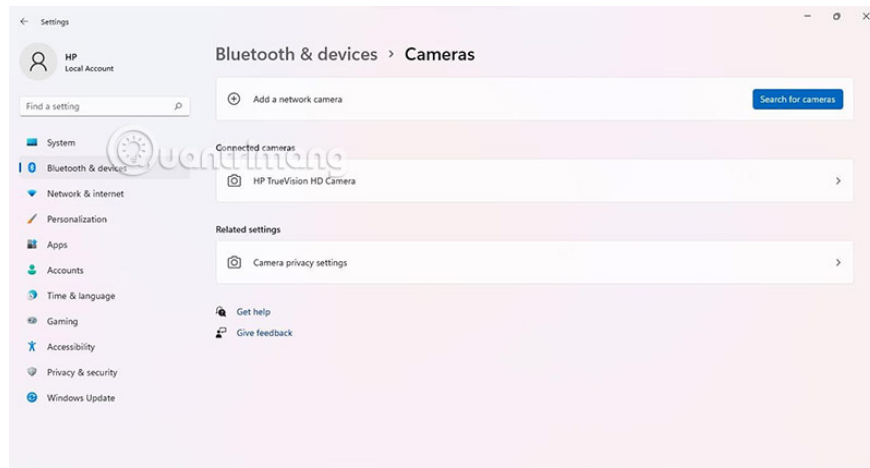 Settings
HP
Local Account
Find a setting
System
Bluetooth & devices
Network & internet
Personalization
Apps
Accounts
Time & language
Gaming
Accessibility
Privacy & security
Windows Update
Bluetooth & devices > Cameras
Add a network camera
Search for cameras
Connected cameras
HP TrueVision HD Camera
Related settings
Camera privacy settings
Get help
Give feedback
Quantrimang